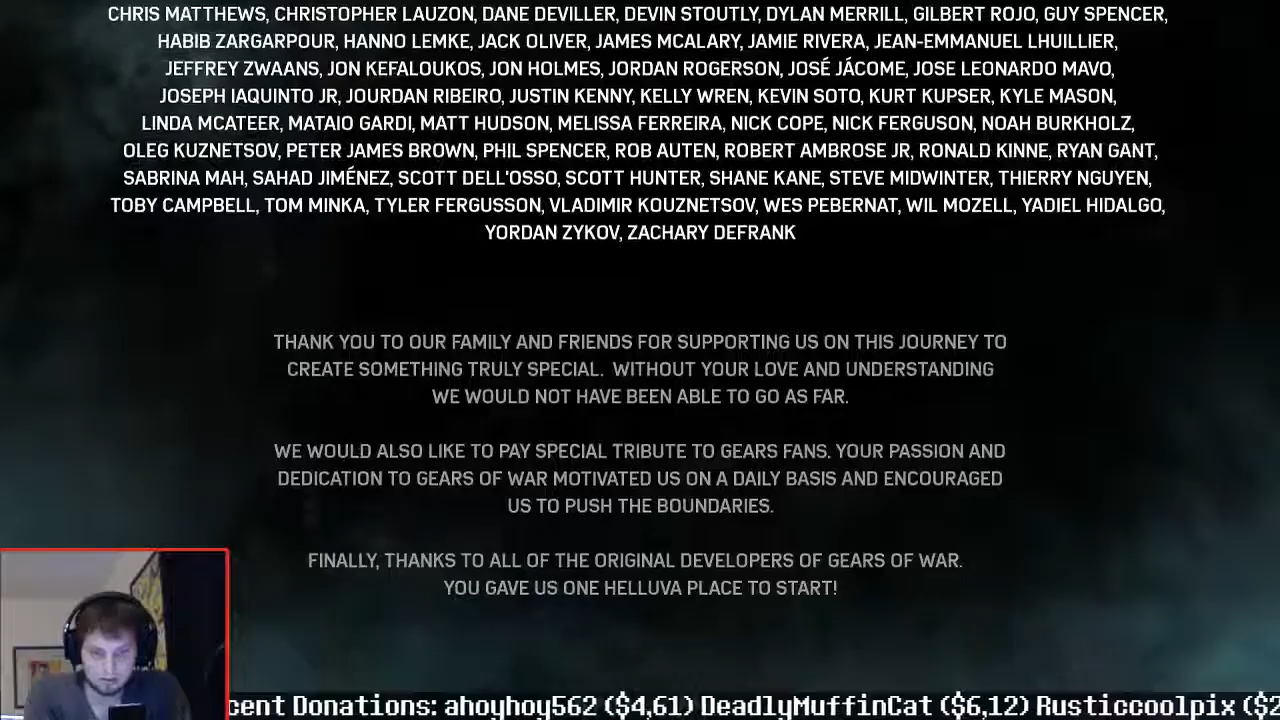 CHRIS MATTHEWS, CHRISTOPHER LAUZON, DANE DEVILLER, DEVIN STOUTLY, DYLAN MERRILL, GILBERT ROJO, GUY SPENCER,
HABIB ZARGARPOUR, HANNO LEMKE, JACK OLIVER, JAMES MCALARY, JAMIE RIVERA, JEAN-EMMANUEL LHUILLIER,
JEFFREY ZWAANS, JON KEFALOUKOS, JON HOLMES, JORDAN ROGERSON, JOSÉ JÁCOME, JOSE LEONARDO MAVO,
JOSEPH IAQUINTO JR, JOURDAN RIBEIRO, JUSTIN KENNY, KELLY WREN, KEVIN SOTO, KURT KUPSER, KYLE MASON,
LINDA MCATEER, MATAIO GARDI, MATT HUDSON, MELISSA FERREIRA, NICK COPE, NICK FERGUSON, NOAH BURKHOLZ,
OLEG KUZNETSOV, PETER JAMES BROWN, PHIL SPENCER, ROB AUTEN, ROBERT AMBROSE JR, RONALD KINNE, RYAN GANT,
SABRINA MAH, SAHAD JIMÉNEZ, SCOTT DELL'OSSO, SCOTT HUNTER, SHANE KANE, STEVE MIDWINTER, THIERRY NGUYEN,
TOBY CAMPBELL, TOM MINKA, TYLER FERGUSSON, VLADIMIR KOUZNETSOV, WES PEBERNAT, WIL MOZELL, YADIEL HIDALGO,
YORDAN ZYKOV, ZACHARY DEFRANK
THANK YOU TO OUR FAMILY AND FRIENDS FOR SUPPORTING US ON THIS JOURNEY TO
CREATE SOMETHING TRULY SPECIAL. WITHOUT YOUR LOVE AND UNDERSTANDING
WE WOULD NOT HAVE BEEN ABLE TO GO AS FAR.
WE WOULD ALSO LIKE TO PAY SPECIAL TRIBUTE TO GEARS FANS. YOUR PASSION AND
DEDICATION TO GEARS OF WAR MOTIVATED US ON A DAILY BASIS AND ENCOURAGED
US TO PUSH THE BOUNDARIES.
FINALLY, THANKS TO ALL OF THE ORIGINAL DEVELOPERS OF GEARS OF WAR.
YOU GAVE US ONE HELLUVA PLACE TO START!
cent Donations: ahoyhoy562 ($4,61) DeadlyMuffinCat ($6,12) Rusticcoolpix ($2